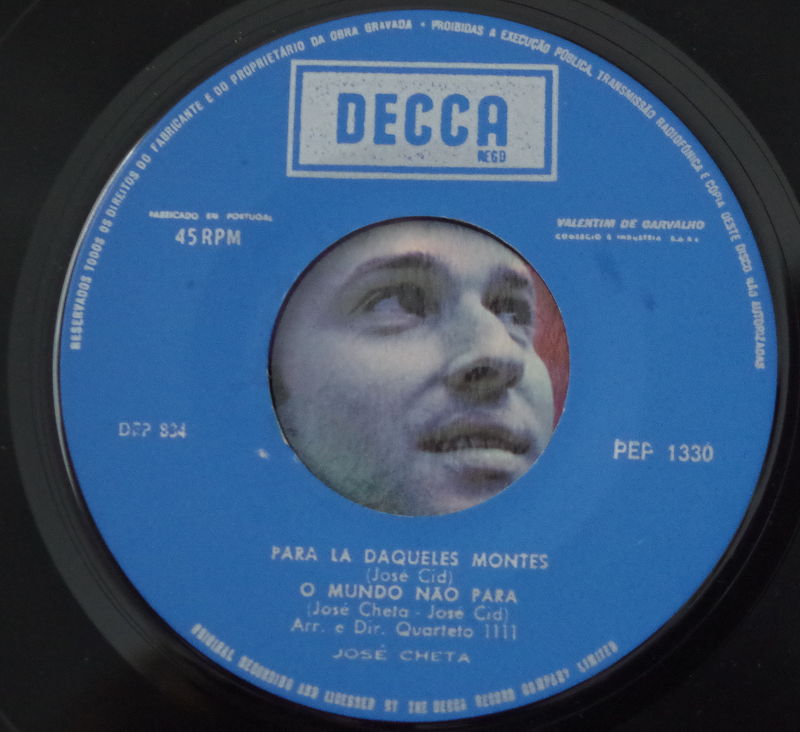 RESERVADOS TODOS OS DIREITOS DO FABRICANTE E DO PROPRIETÁRIO DA OBRA GRAVADA • PROIBIDAS A EXECUÇÃO PÚBLICA, TRANSMISSÃO RADIOFÓNICA E COPIA DESTE DISCO NÃO AUTORIZADAS
DECCA
REGD
FABRICADO EM PORTUGAL
45 RPM
VALENTIM DE CARVALHO
COMERCIO E INDUSTRIA S.A.R.L.
DFP 834
PEP 1330
PARA LA DAQUELES MONTES
(José Cid)
O MUNDO NÃO PARA
(José Cheta - José Cid)
Arr. e Dir. Quarteto 1111
JOSÉ CHETA
ORIGINAL RECORDING AND LICENSED BY THE DECCA RECORD COMPANY LIMITED